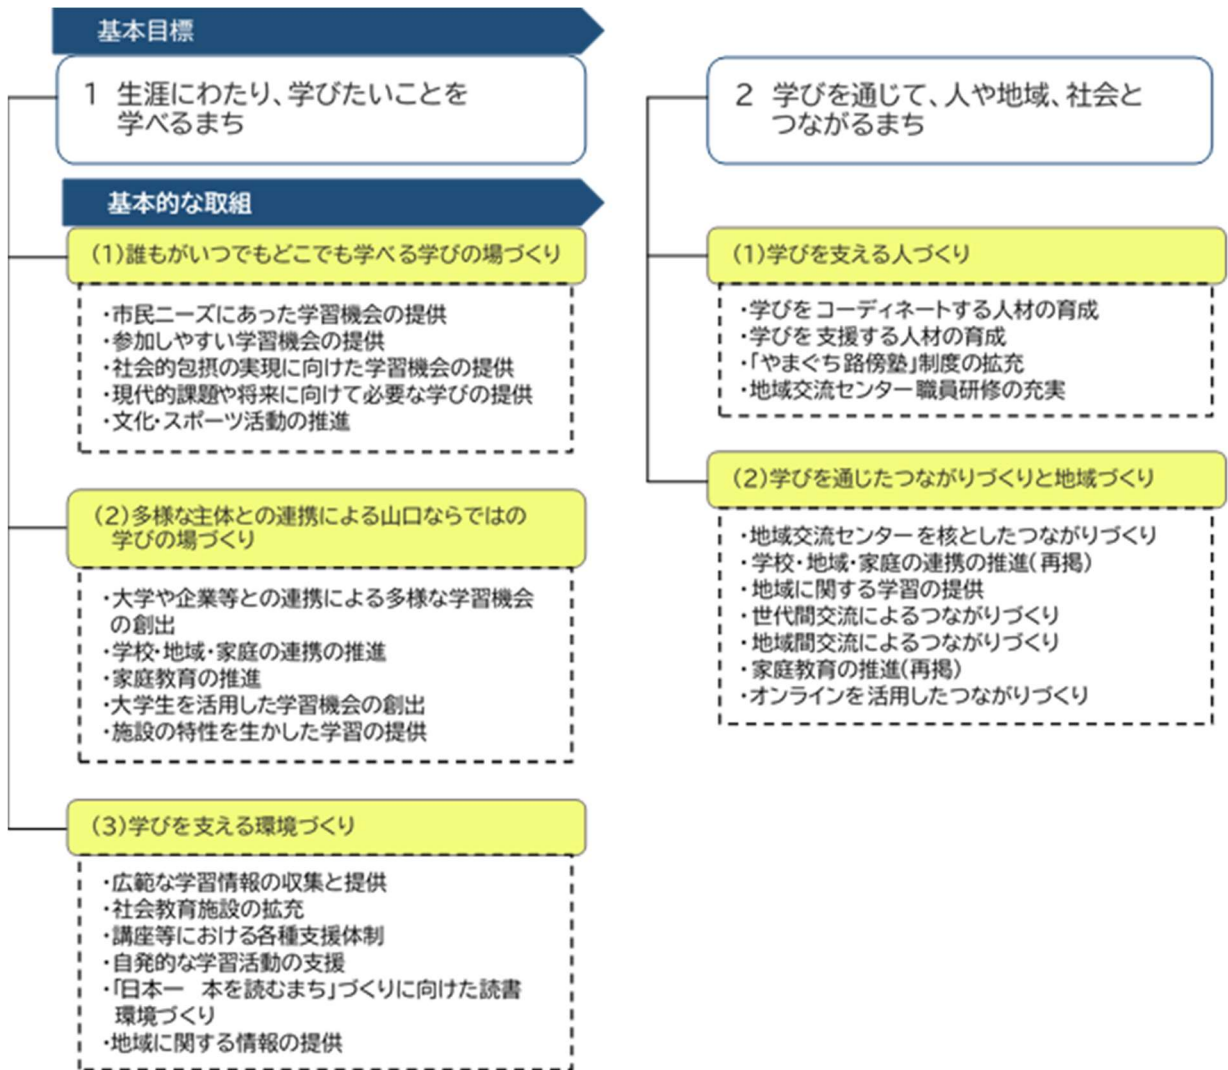 基本目標
1 生涯にわたり、学びたいことを
学べるまち
基本的な取組
(1)誰もがいつでもどこでも学べる学びの場づくり
・市民ニーズにあった学習機会の提供
・参加しやすい学習機会の提供
・社会的包摂の実現に向けた学習機会の提供
・現代的課題や将来に向けて必要な学びの提供
・文化・スポーツ活動の推進
(2)多様な主体との連携による山口ならではの
学びの場づくり
・大学や企業等との連携による多様な学習機会
の創出
・学校・地域・家庭の連携の推進
・家庭教育の推進
・大学生を活用した学習機会の創出
・施設の特性を生かした学習の提供
(3)学びを支える環境づくり
・広範な学習情報の収集と提供
・社会教育施設の拡充
・講座等における各種支援体制
・自発的な学習活動の支援
・「日本一 本を読むまち」づくりに向けた読書
環境づくり
・地域に関する情報の提供
2 学びを通じて、人や地域、社会と
つながるまち
(1)学びを支える人づくり
・学びをコーディネートする人材の育成
・学びを支援する人材の育成
・「やまぐち路傍塾」制度の拡充
・地域交流センター職員研修の充実
(2)学びを通じたつながりづくりと地域づくり
・地域交流センターを核としたつながりづくり
・学校・地域・家庭の連携の推進(再掲)
・地域に関する学習の提供
・世代間交流によるつながりづくり
・地域間交流によるつながりづくり
・家庭教育の推進(再掲)
・オンラインを活用したつながりづくり